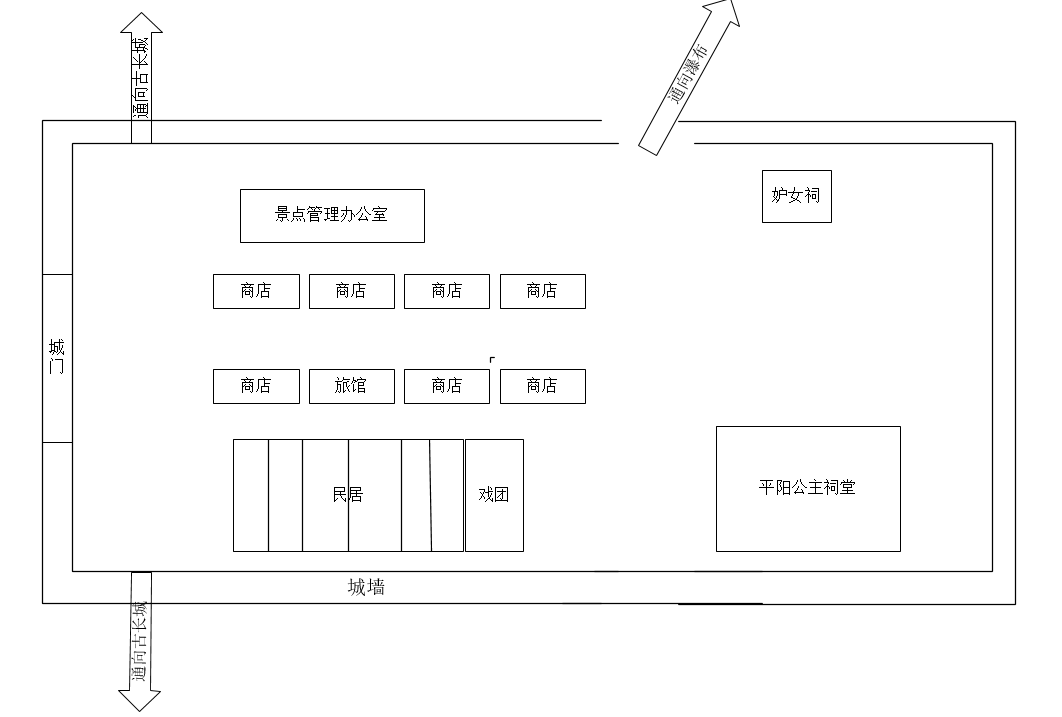 通向古长城
通向瀑布
妒女祠
景点管理办公室
商店 商店 商店 商店
城门
商店 旅馆 商店 商店
民居 戏团
平阳公主祠堂
城墙
通向古长城